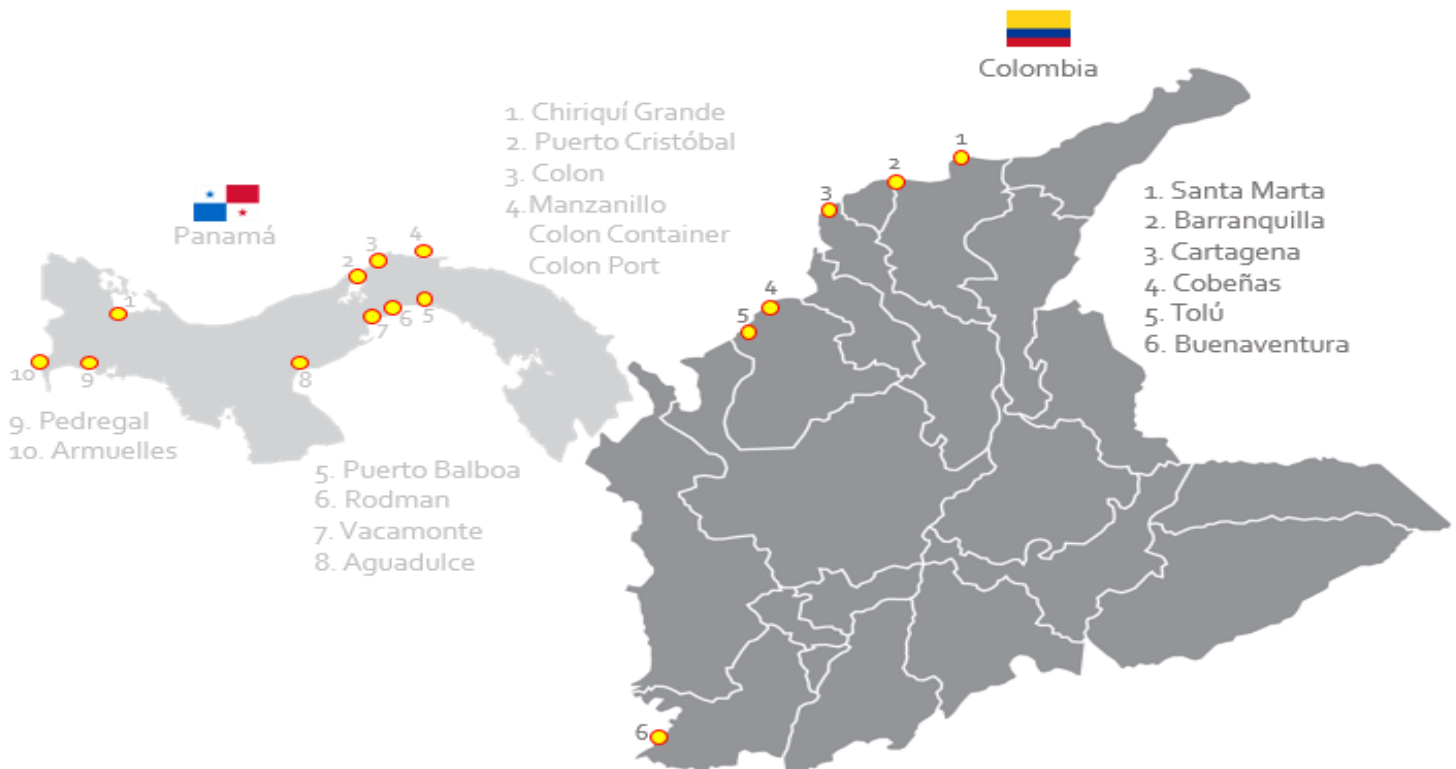 Colombia
1. Chiriquí Grande
2. Puerto Cristóbal
3. Colon
4. Manzanillo
Colon Container
Colon Port
Panamá
1
2
3
4
5
6
7
8
9
10
9. Pedregal
10. Armuelles
5. Puerto Balboa
6. Rodman
7. Vacamonte
8. Aguadulce
1
2
3
4
5
6
1. Santa Marta
2. Barranquilla
3. Cartagena
4. Cobeñas
5. Tolú
6. Buenaventura